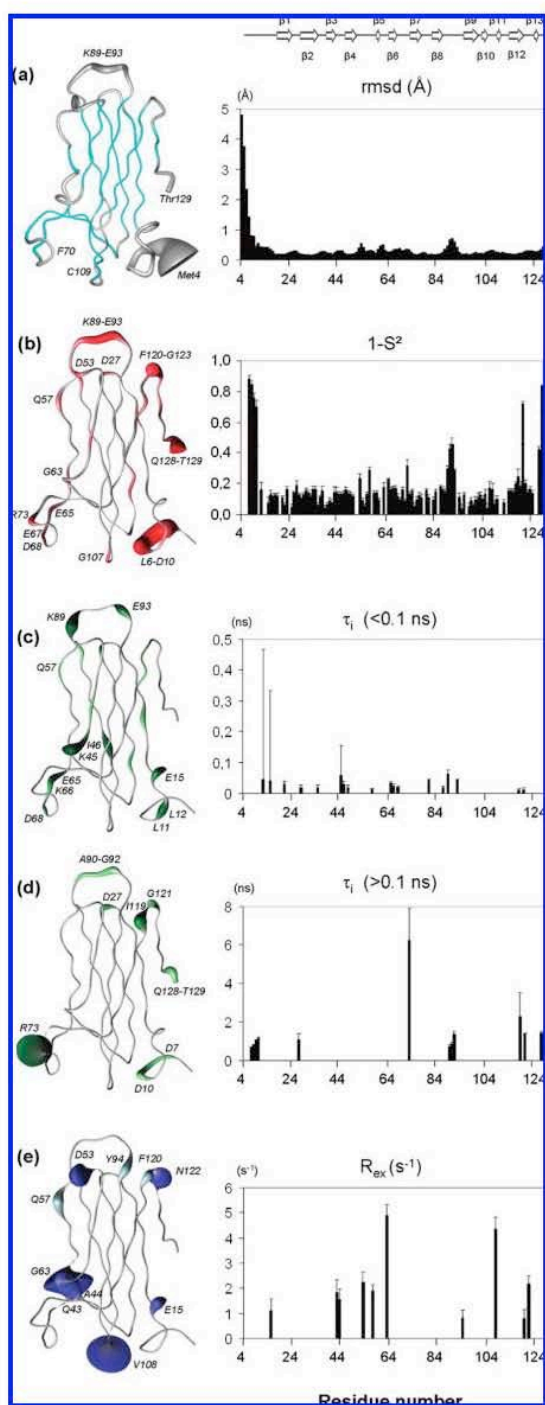 β1 β3 β5 β7 β9 β11 β13
β2 β4 β6 β8 β10 β12
(a)
K89-E93
Thr129
F70
C109
Met4
(Å)
rmsd (Å)
5
4
3
2
1
0
4 24 44 64 84 104 124
(b)
K89-E93
D53 D27 F120-G123
Q57
Q128-T129
G63
R73 E65
E67
D68
G107 L6-D10
1-S²
1,0
0,8
0,6
0,4
0,2
0,0
4 24 44 64 84 104 124
(c)
K89 E93
Q57
I46
K45
E65
K66
E15
D68
L12
L11
(ns)
τi (<0.1 ns)
0,5
0,4
0,3
0,2
0,1
0
4 24 44 64 84 104 124
(d)
A90-G92
D27 I119 G121
Q128-T129
R73
D7
D10
(ns)
τi (>0.1 ns)
8
6
4
2
0
4 24 44 64 84 104 124
(e)
D53 Y94 F120
N122
Q57
G63
A44
Q43
E15
V108
(s-1)
Rex (s-1)
6
5
4
3
2
1
0
4 24 44 64 84 104 124
Residue number